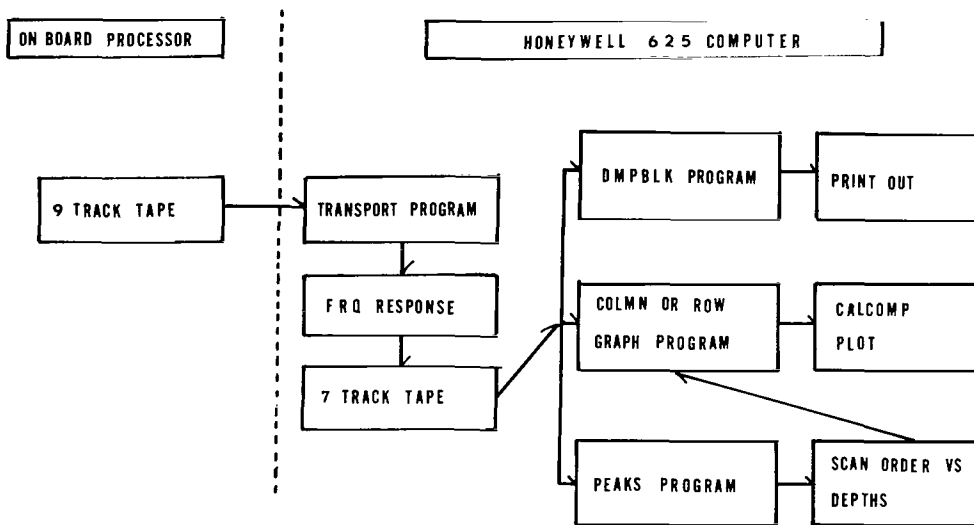 ON BOARD PROCESSOR
HONEYWELL 625 COMPUTER
9 TRACK TAPE
TRANSPORT PROGRAM
FRQ RESPONSE
7 TRACK TAPE
DMPBLK PROGRAM
PRINT OUT
COLMN OR ROW
GRAPH PROGRAM
CALCOMP
PLOT
PEAKS PROGRAM
SCAN ORDER VS
DEPTHS